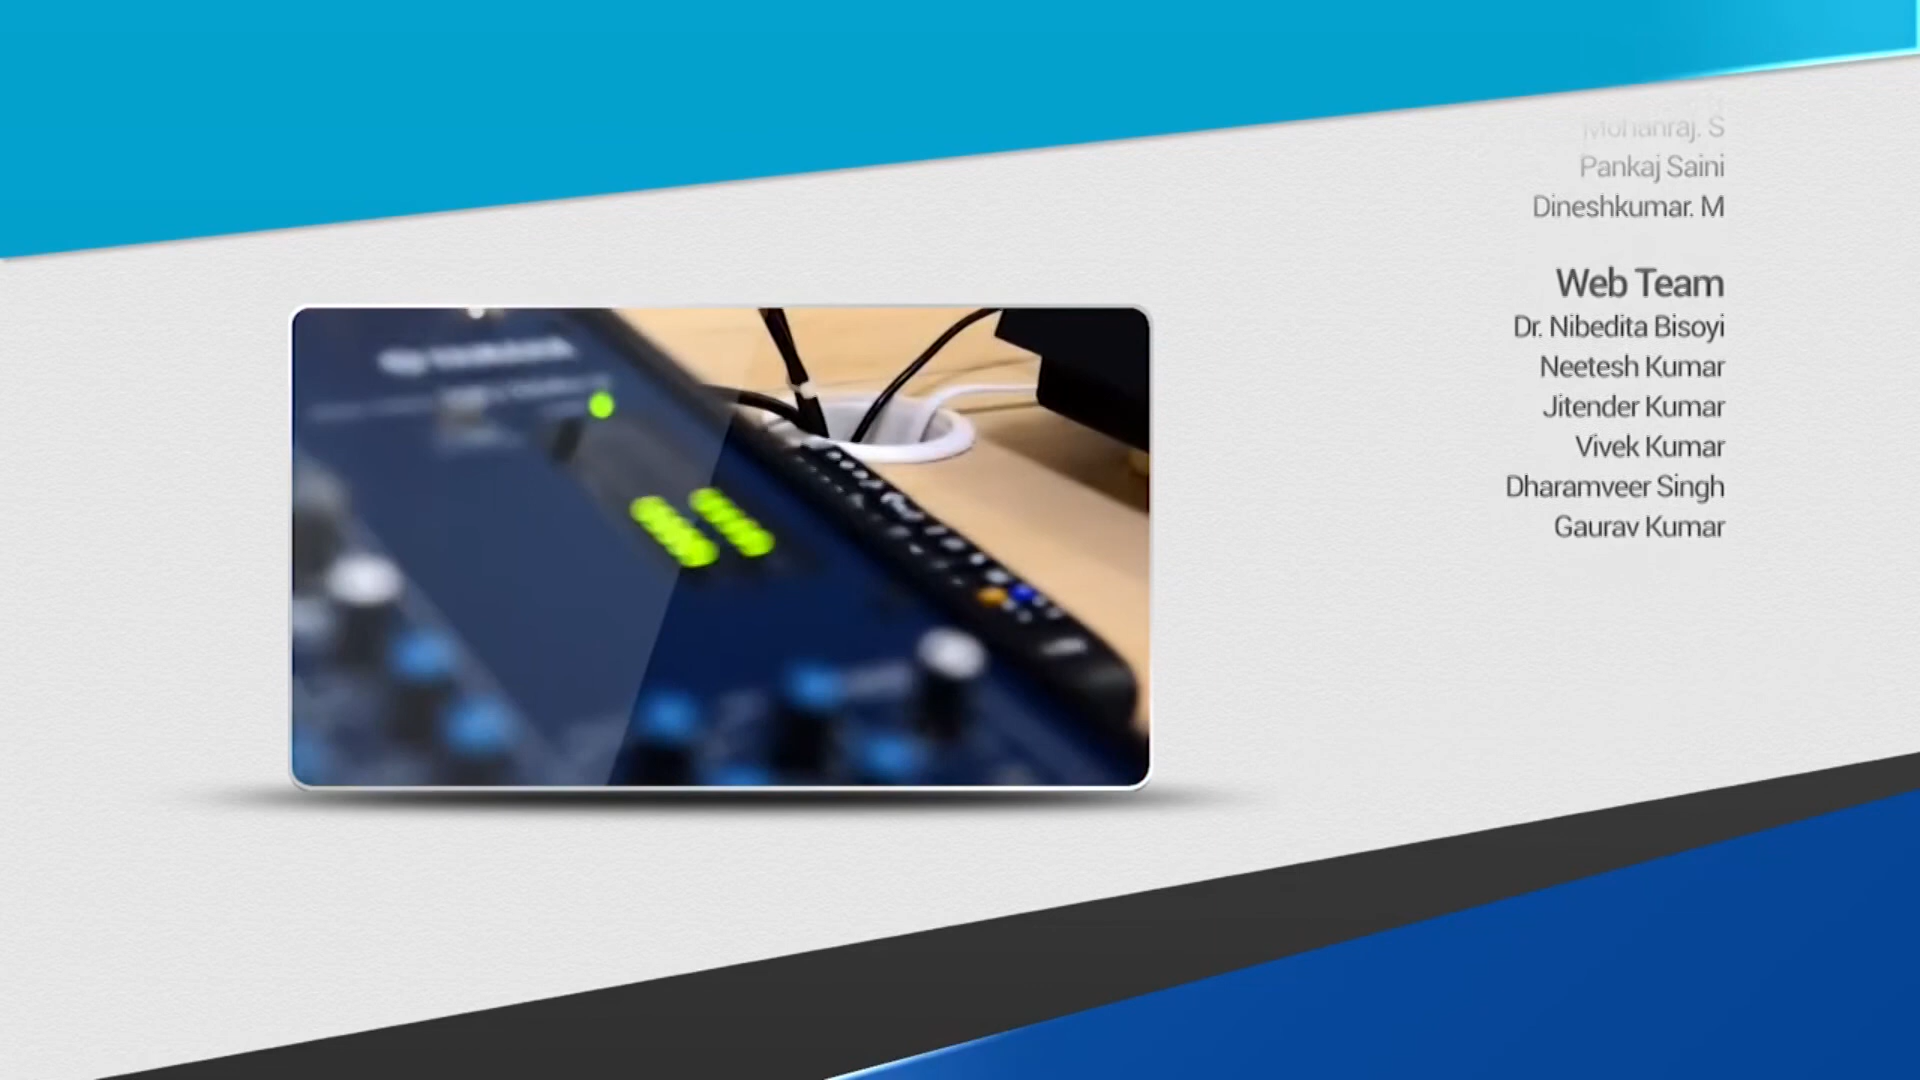 Mohanraj. S
Pankaj Saini
Dineshkumar. M
Web Team
Dr. Nibedita Bisoyi
Neetesh Kumar
Jitender Kumar
Vivek Kumar
Dharamveer Singh
Gaurav Kumar